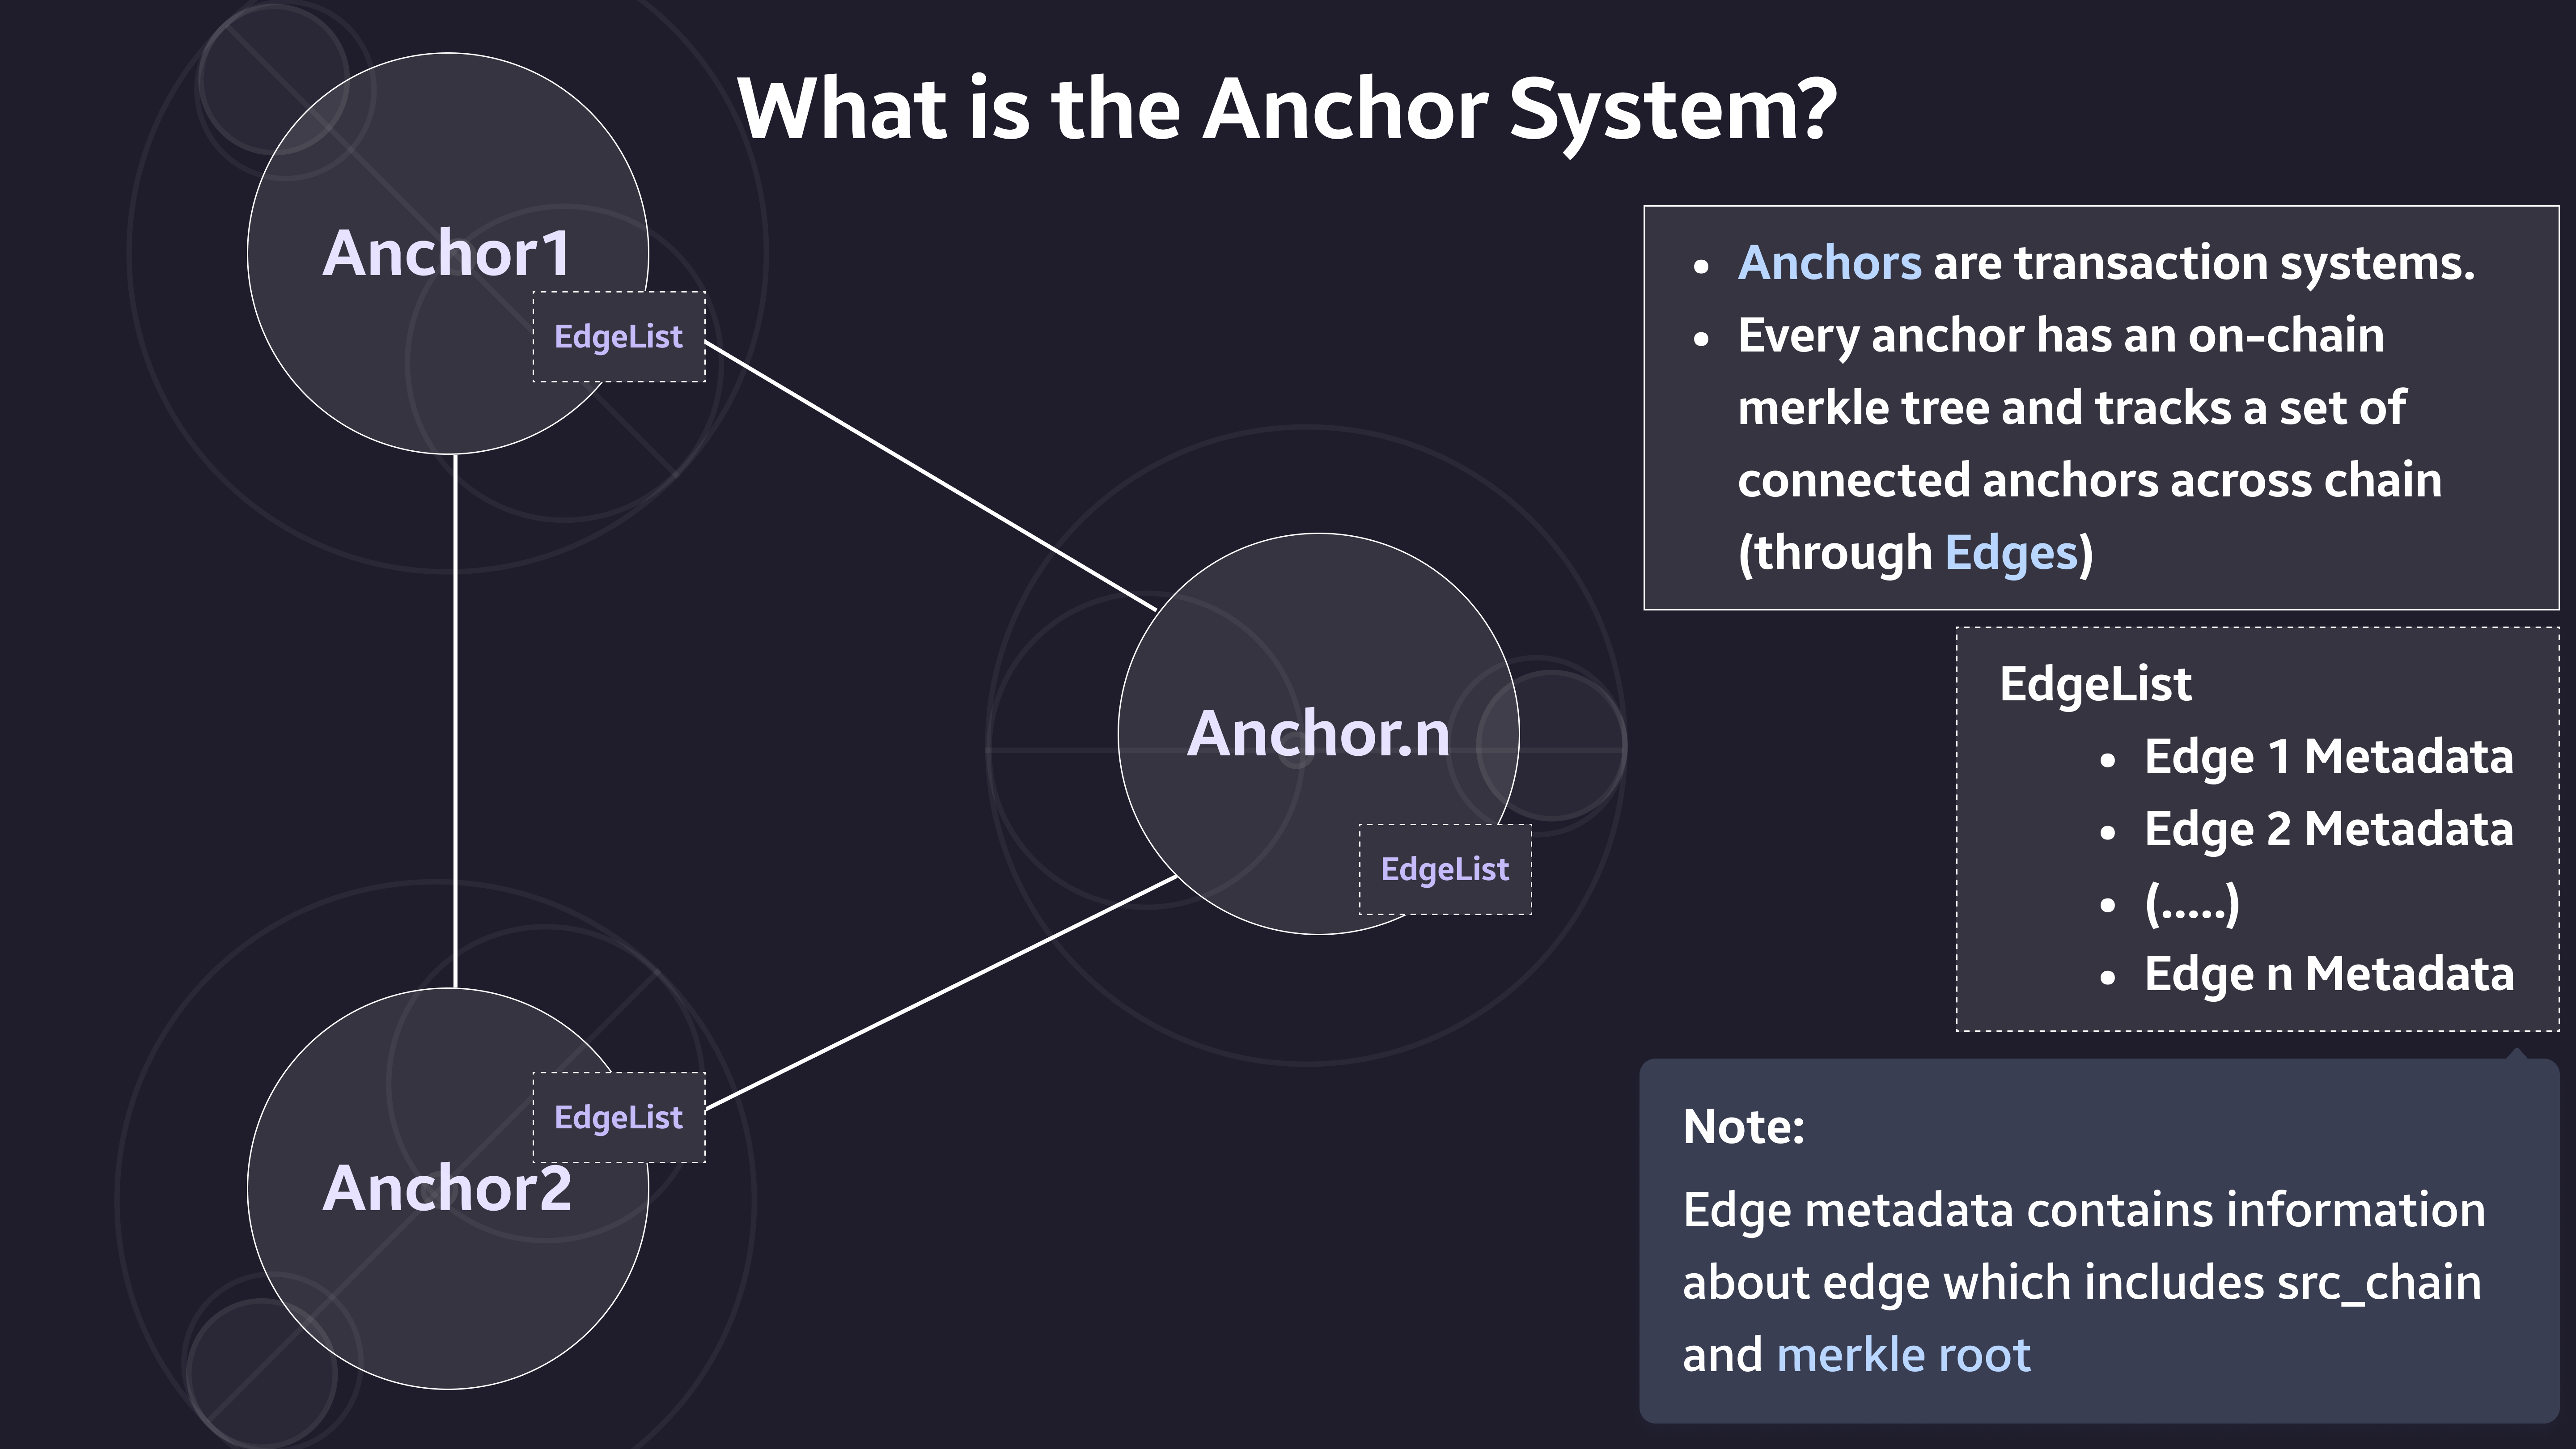 What is the Anchor System?
Anchor1
EdgeList
Anchor.n
EdgeList
EdgeList
Anchor2
• Anchors are transaction systems.
• Every anchor has an on-chain
merkle tree and tracks a set of
connected anchors across chain
(through Edges)
EdgeList
• Edge 1 Metadata
• Edge 2 Metadata
• (.....)
• Edge n Metadata
Note:
Edge metadata contains information
about edge which includes src_chain
and merkle root